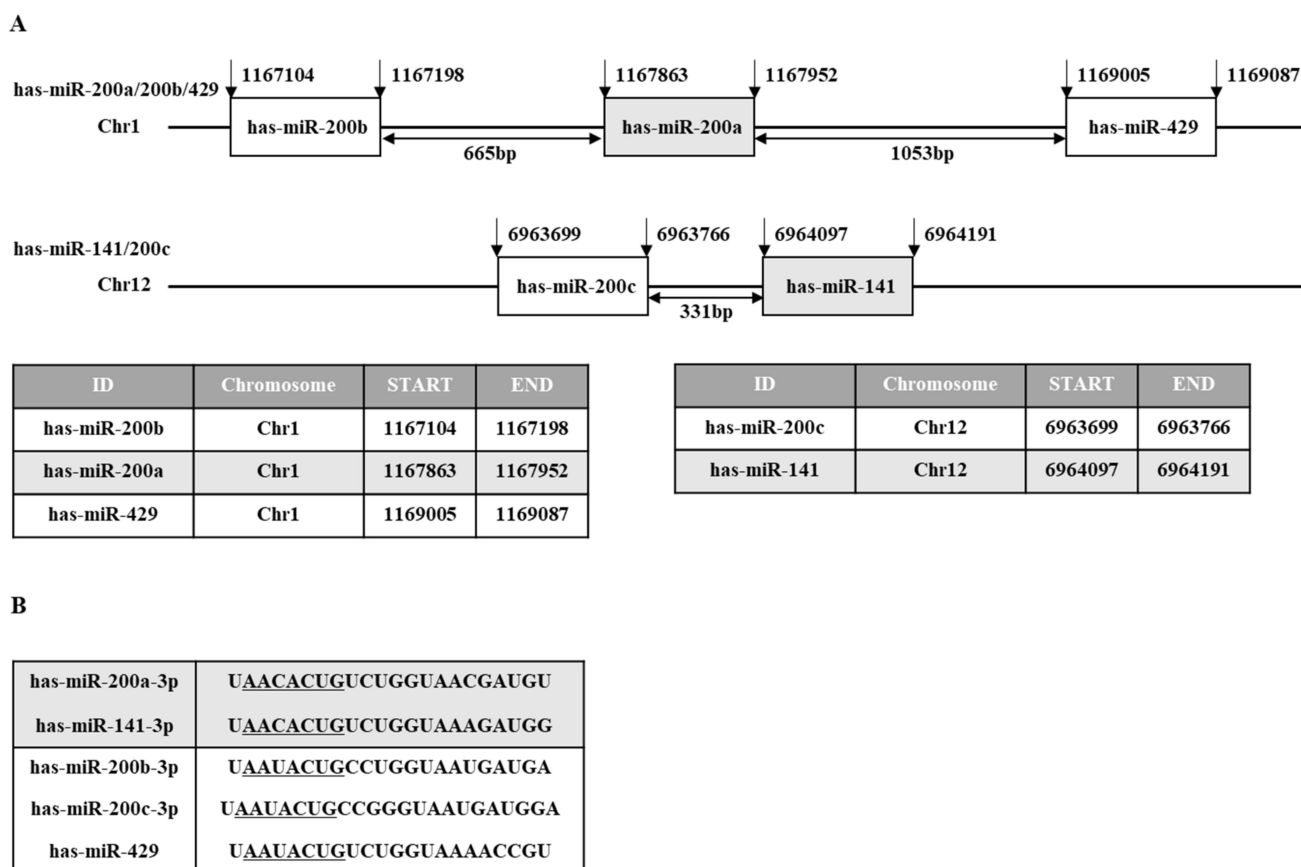 A
1167104 1167198 1167863 1167952 1169005 1169087
has-miR-200a/200b/429
Chr1 has-miR-200b has-miR-200a has-miR-429
665bp 1053bp
6963699 6963766 6964097 6964191
has-miR-141/200c
Chr12 has-miR-200c has-miR-141
331bp
ID Chromosome START END
has-miR-200b Chr1 1167104 1167198
has-miR-200a Chr1 1167863 1167952
has-miR-429 Chr1 1169005 1169087
ID Chromosome START END
has-miR-200c Chr12 6963699 6963766
has-miR-141 Chr12 6964097 6964191
B
has-miR-200a-3p UAACACUGUCUGGUAACGAUGU
has-miR-141-3p UAACACUGUCUGGUAAAGAUGG
has-miR-200b-3p UAAUACUGCCUGGUAAUGAUGA
has-miR-200c-3p UAAUACUGCCGGGUAAUGAUGGA
has-miR-429 UAAUACUGUCUGGUAAAACCGU